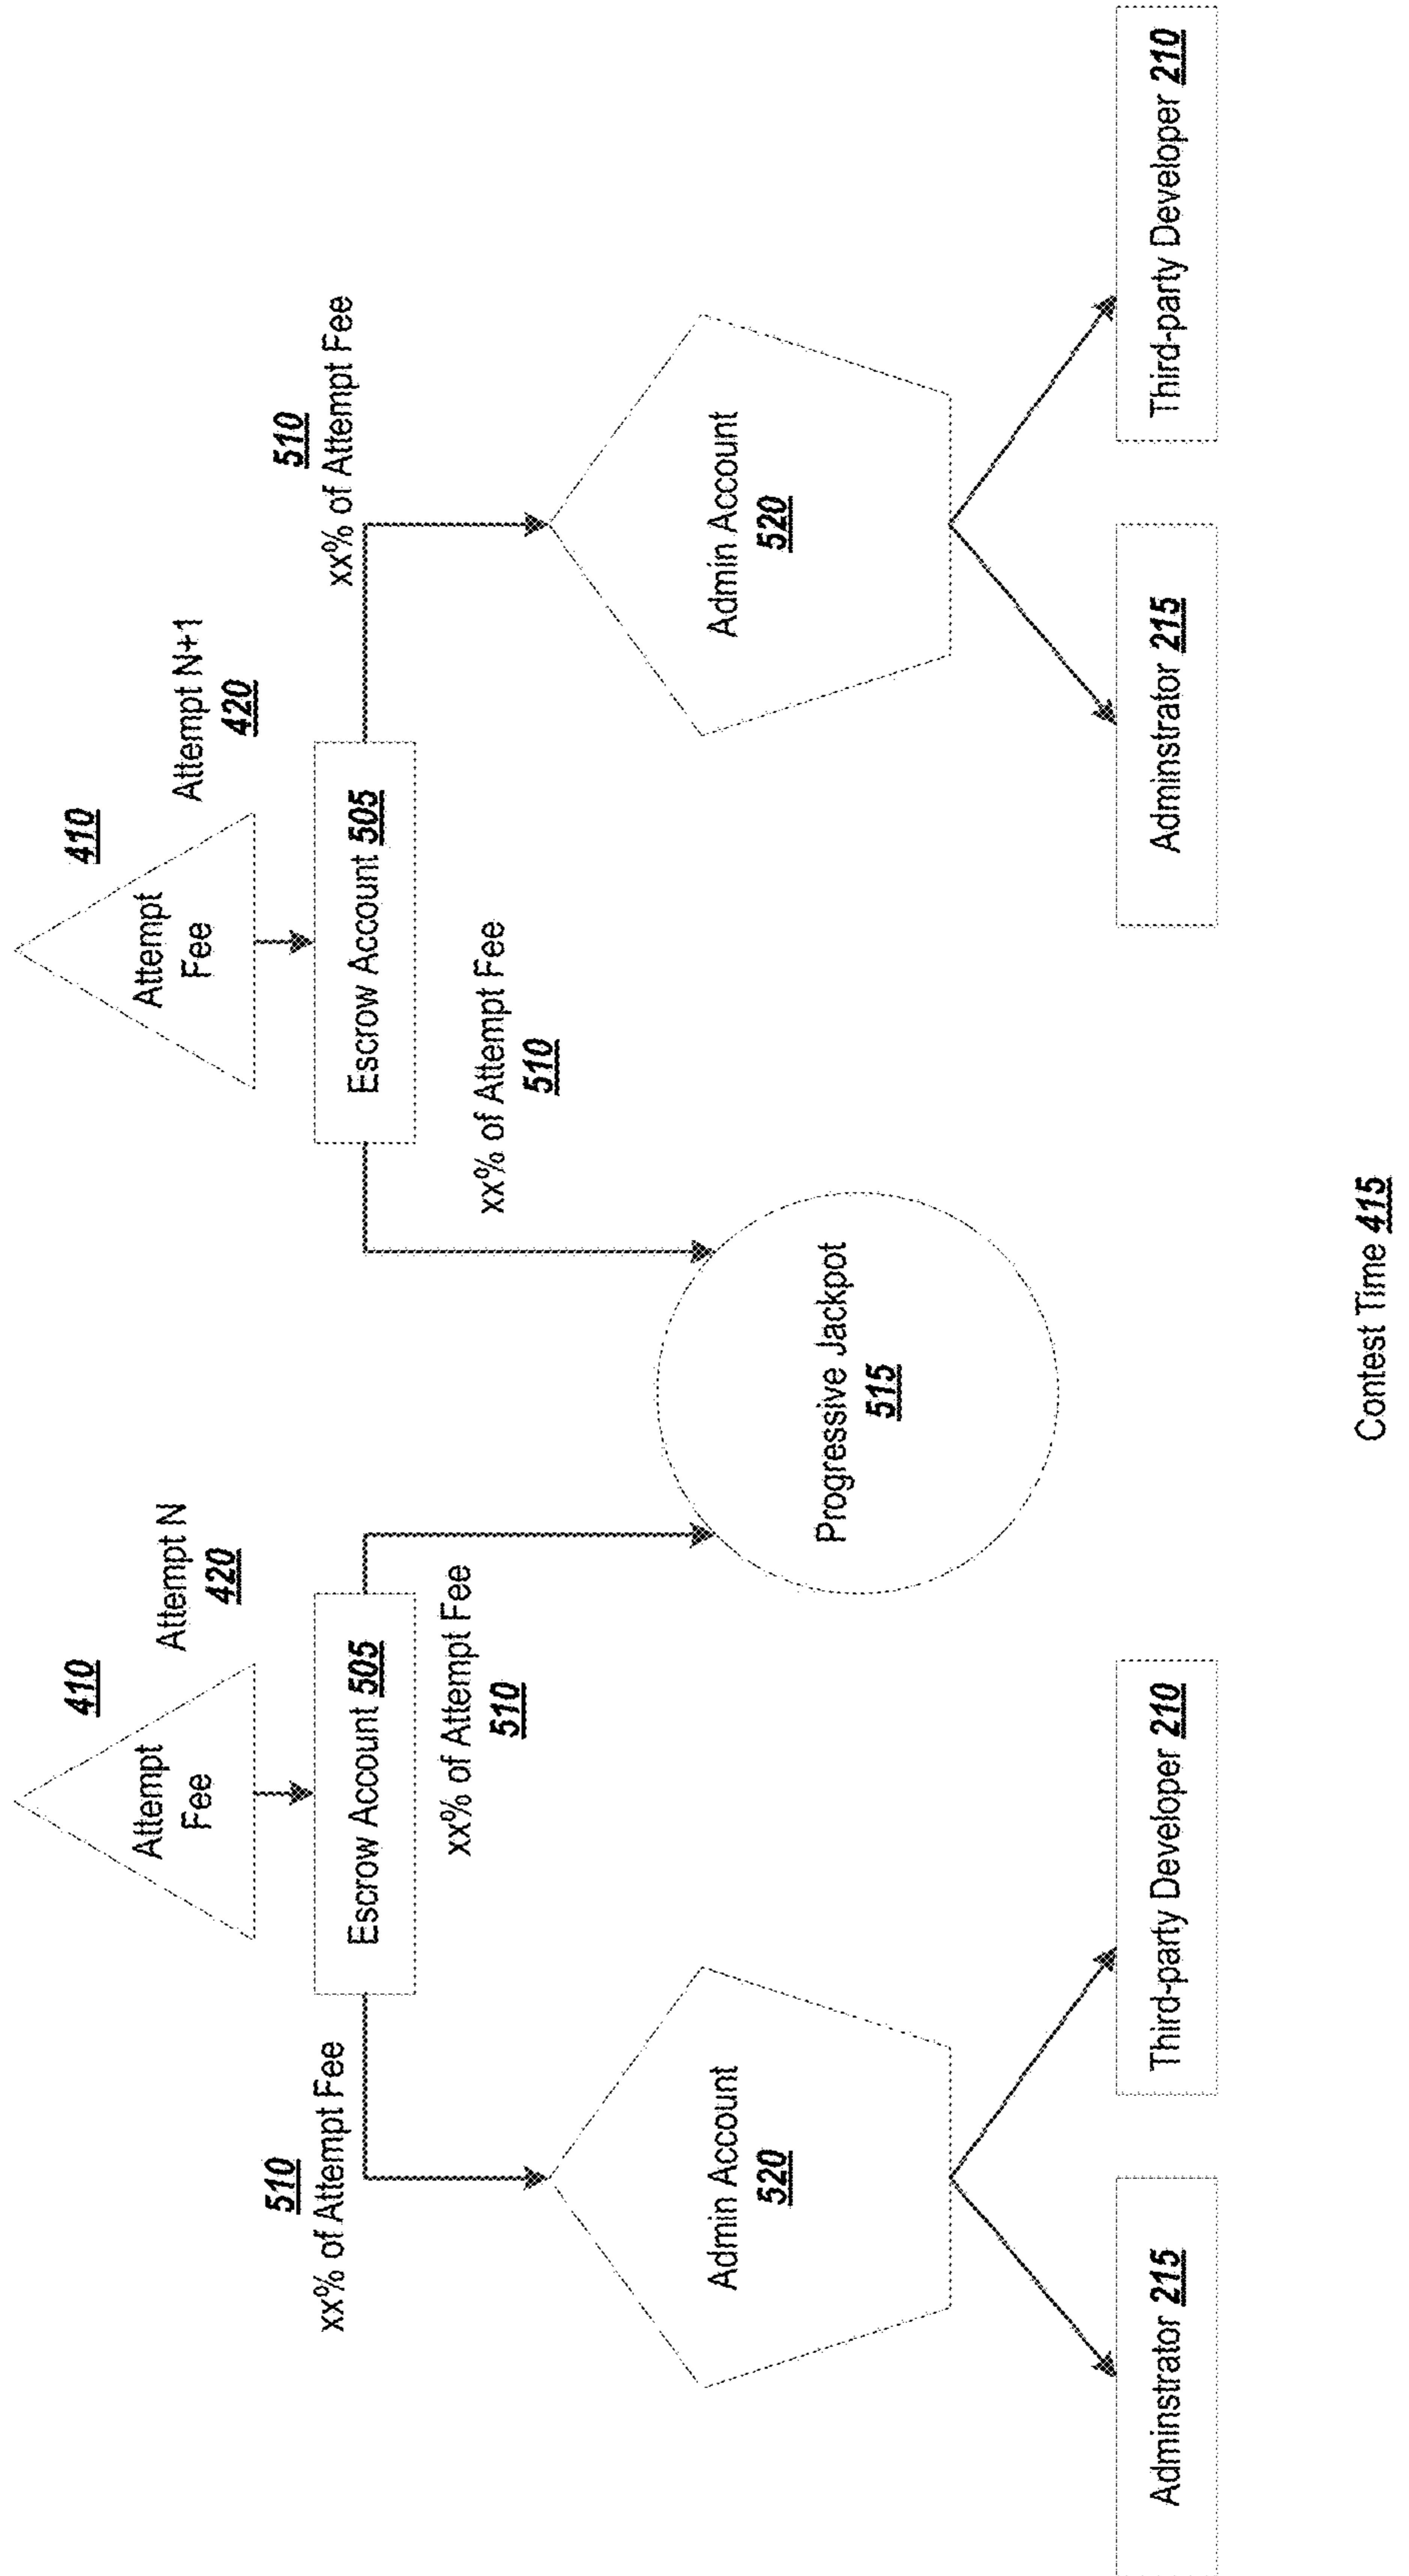 410
Attempt
Fee
Attempt N
420
410
Attempt
Fee
Attempt N+1
420
510
xx% of Attempt Fee
Escrow Account 505
xx% of Attempt Fee
510
Escrow Account 505
xx% of Attempt Fee
510
510
xx% of Attempt Fee
Admin Account
520
Progressive Jackpot
515
Admin Account
520
Adminstrator 215
Third-party Developer 210
Adminstrator 215
Third-party Developer 210
Contest Time 415